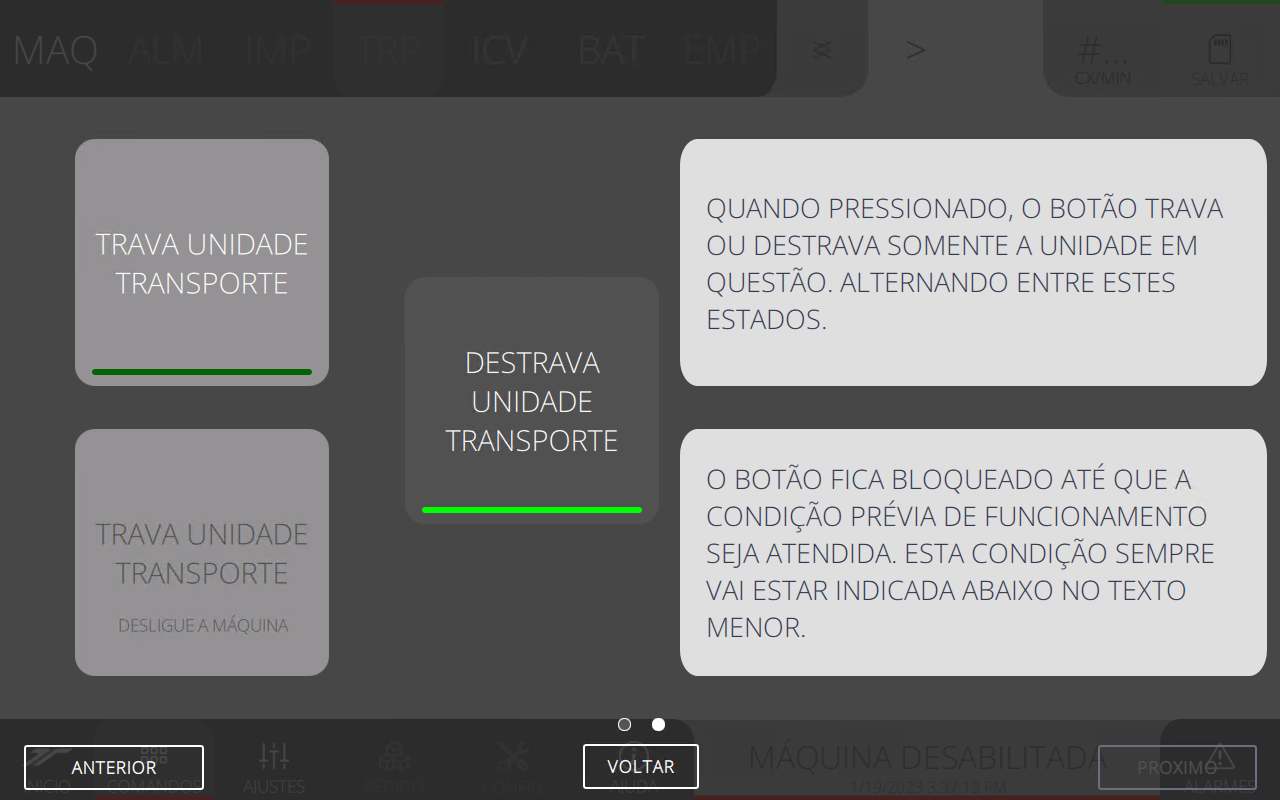 MAQ ALM IMP TRP ICV BAT EMP < >
#...
CX/MIN
SALVAR
TRAVA UNIDADE
TRANSPORTE
DESTRAVA
UNIDADE
TRANSPORTE
QUANDO PRESSIONADO, O BOTÃO TRAVA
OU DESTRAVA SOMENTE A UNIDADE EM
QUESTÃO. ALTERNANDO ENTRE ESTES
ESTADOS.
TRAVA UNIDADE
TRANSPORTE
DESLIGUE A MÁQUINA
O BOTÃO FICA BLOQUEADO ATÉ QUE A
CONDIÇÃO PRÉVIA DE FUNCIONAMENTO
SEJA ATENDIDA. ESTA CONDIÇÃO SEMPRE
VAI ESTAR INDICADA ABAIXO NO TEXTO
MENOR.
ANTERIOR
VOLTAR
PROXIMO
MÁQUINA DESABILITADA
1/19/2023 3:37:13 PM
INICIO
COMANDOS
AJUSTES
PEDIDO
CONFIG
AJUDA
ALARMES